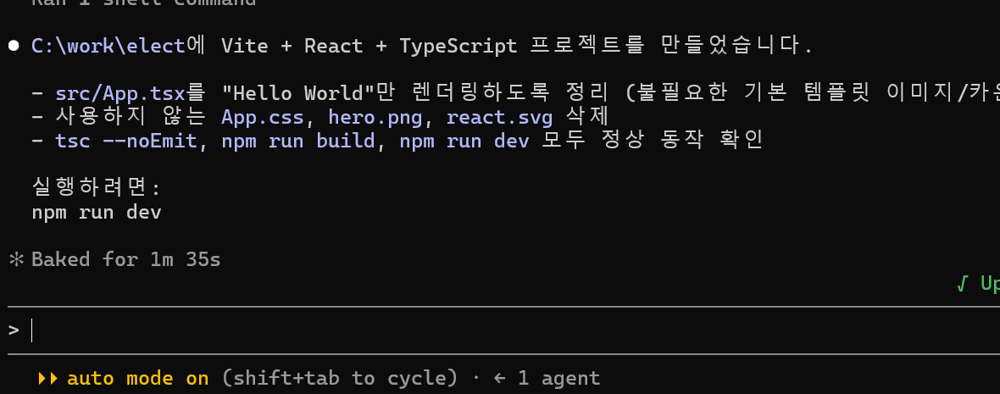 Ran 1 shell command
● C:\work\elect에 Vite + React + TypeScript 프로젝트를 만들었습니다.
- src/App.tsx를 "Hello World"만 렌더링하도록 정리 (불필요한 기본 템플릿 이미지/카운
- 사용하지 않는 App.css, hero.png, react.svg 삭제
- tsc --noEmit, npm run build, npm run dev 모두 정상 동작 확인
실행하려면:
npm run dev
✻ Baked for 1m 35s
√ Up
>
⏵⏵ auto mode on (shift+tab to cycle) · ← 1 agent